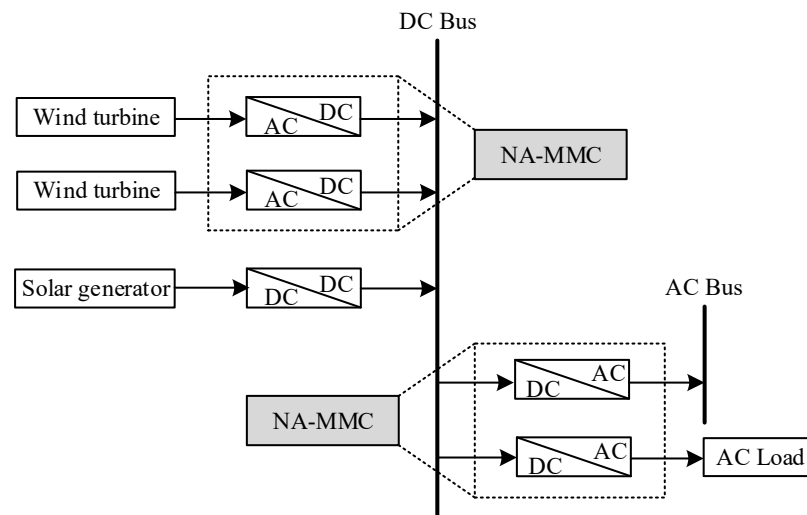 DC Bus
Wind turbine
AC
DC
NA-MMC
Wind turbine
AC
DC
Solar generator
DC
DC
AC Bus
DC
AC
NA-MMC
DC
AC
AC Load